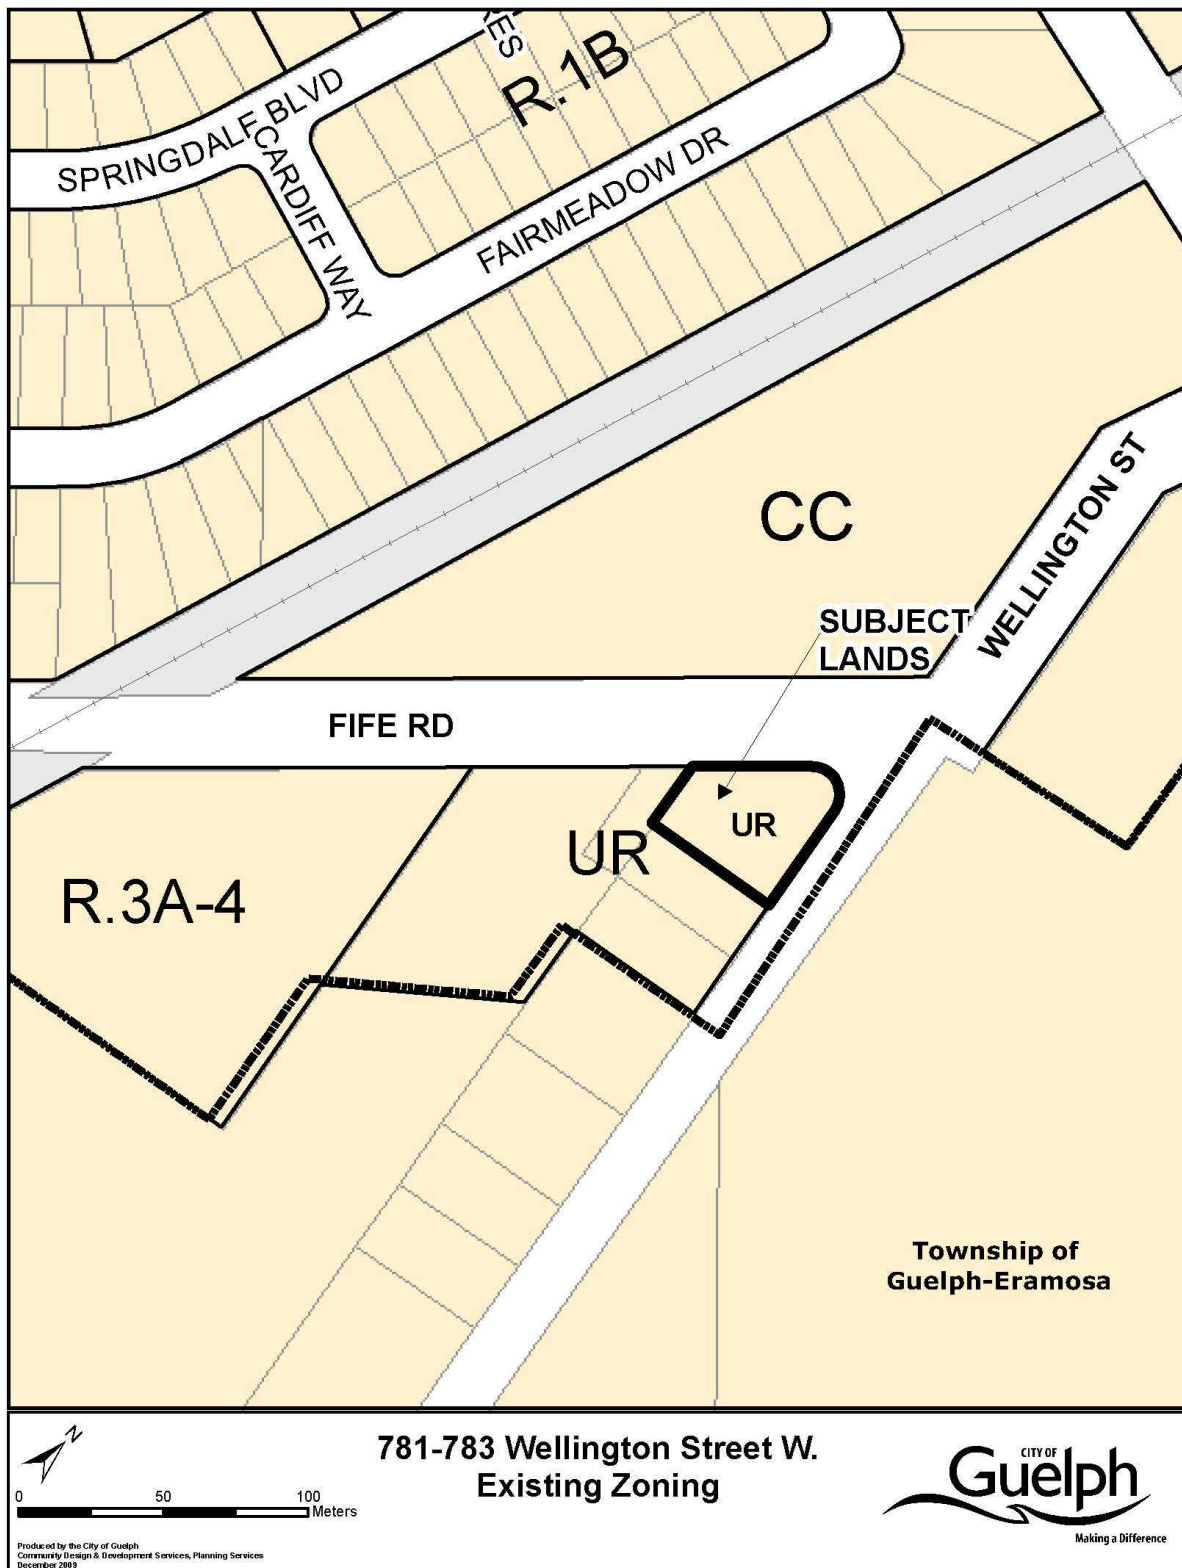 RES
R.1B
SPRINGDALE BLVD
CARDIFF WAY
FAIRMEADOW DR
CC
WELLINGTON ST
SUBJECT
LANDS
FIFE RD
UR
UR
R.3A-4
Township of
Guelph-Eramosa
N
0 50 100
Meters
781-783 Wellington Street W.
Existing Zoning
CITY OF
Guelph
Making a Difference
Produced by the City of Guelph
Community Design & Development Services, Planning Services
December 2009